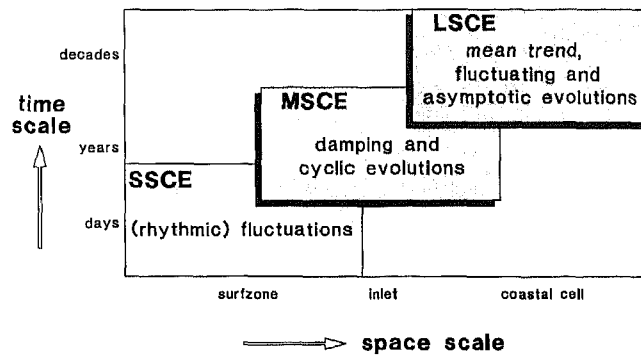 LSCE
mean trend,
fluctuating and
asymptotic evolutions
decades
time
scale
MSCE
damping and
cyclic evolutions
years
SSCE
(rhythmic) fluctuations
days
surfzone
inlet
coastal cell
space scale